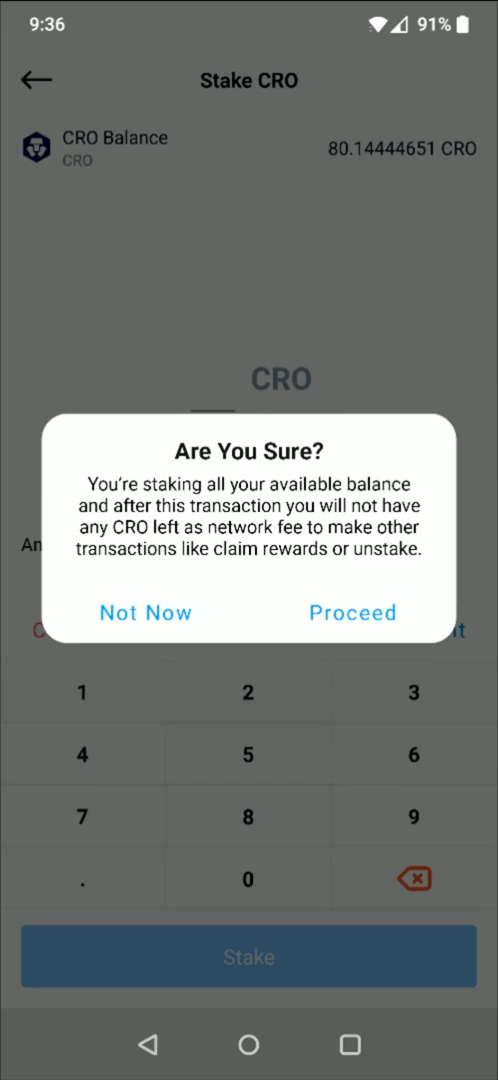 9:36
91%
Stake CRO
CRO Balance
CRO
80.14444651 CRO
CRO
Are You Sure?
You're staking all your available balance
and after this transaction you will not have
any CRO left as network fee to make other
transactions like claim rewards or unstake.
Not Now
Proceed
1
2
3
4
5
6
7
8
9
.
0
Stake